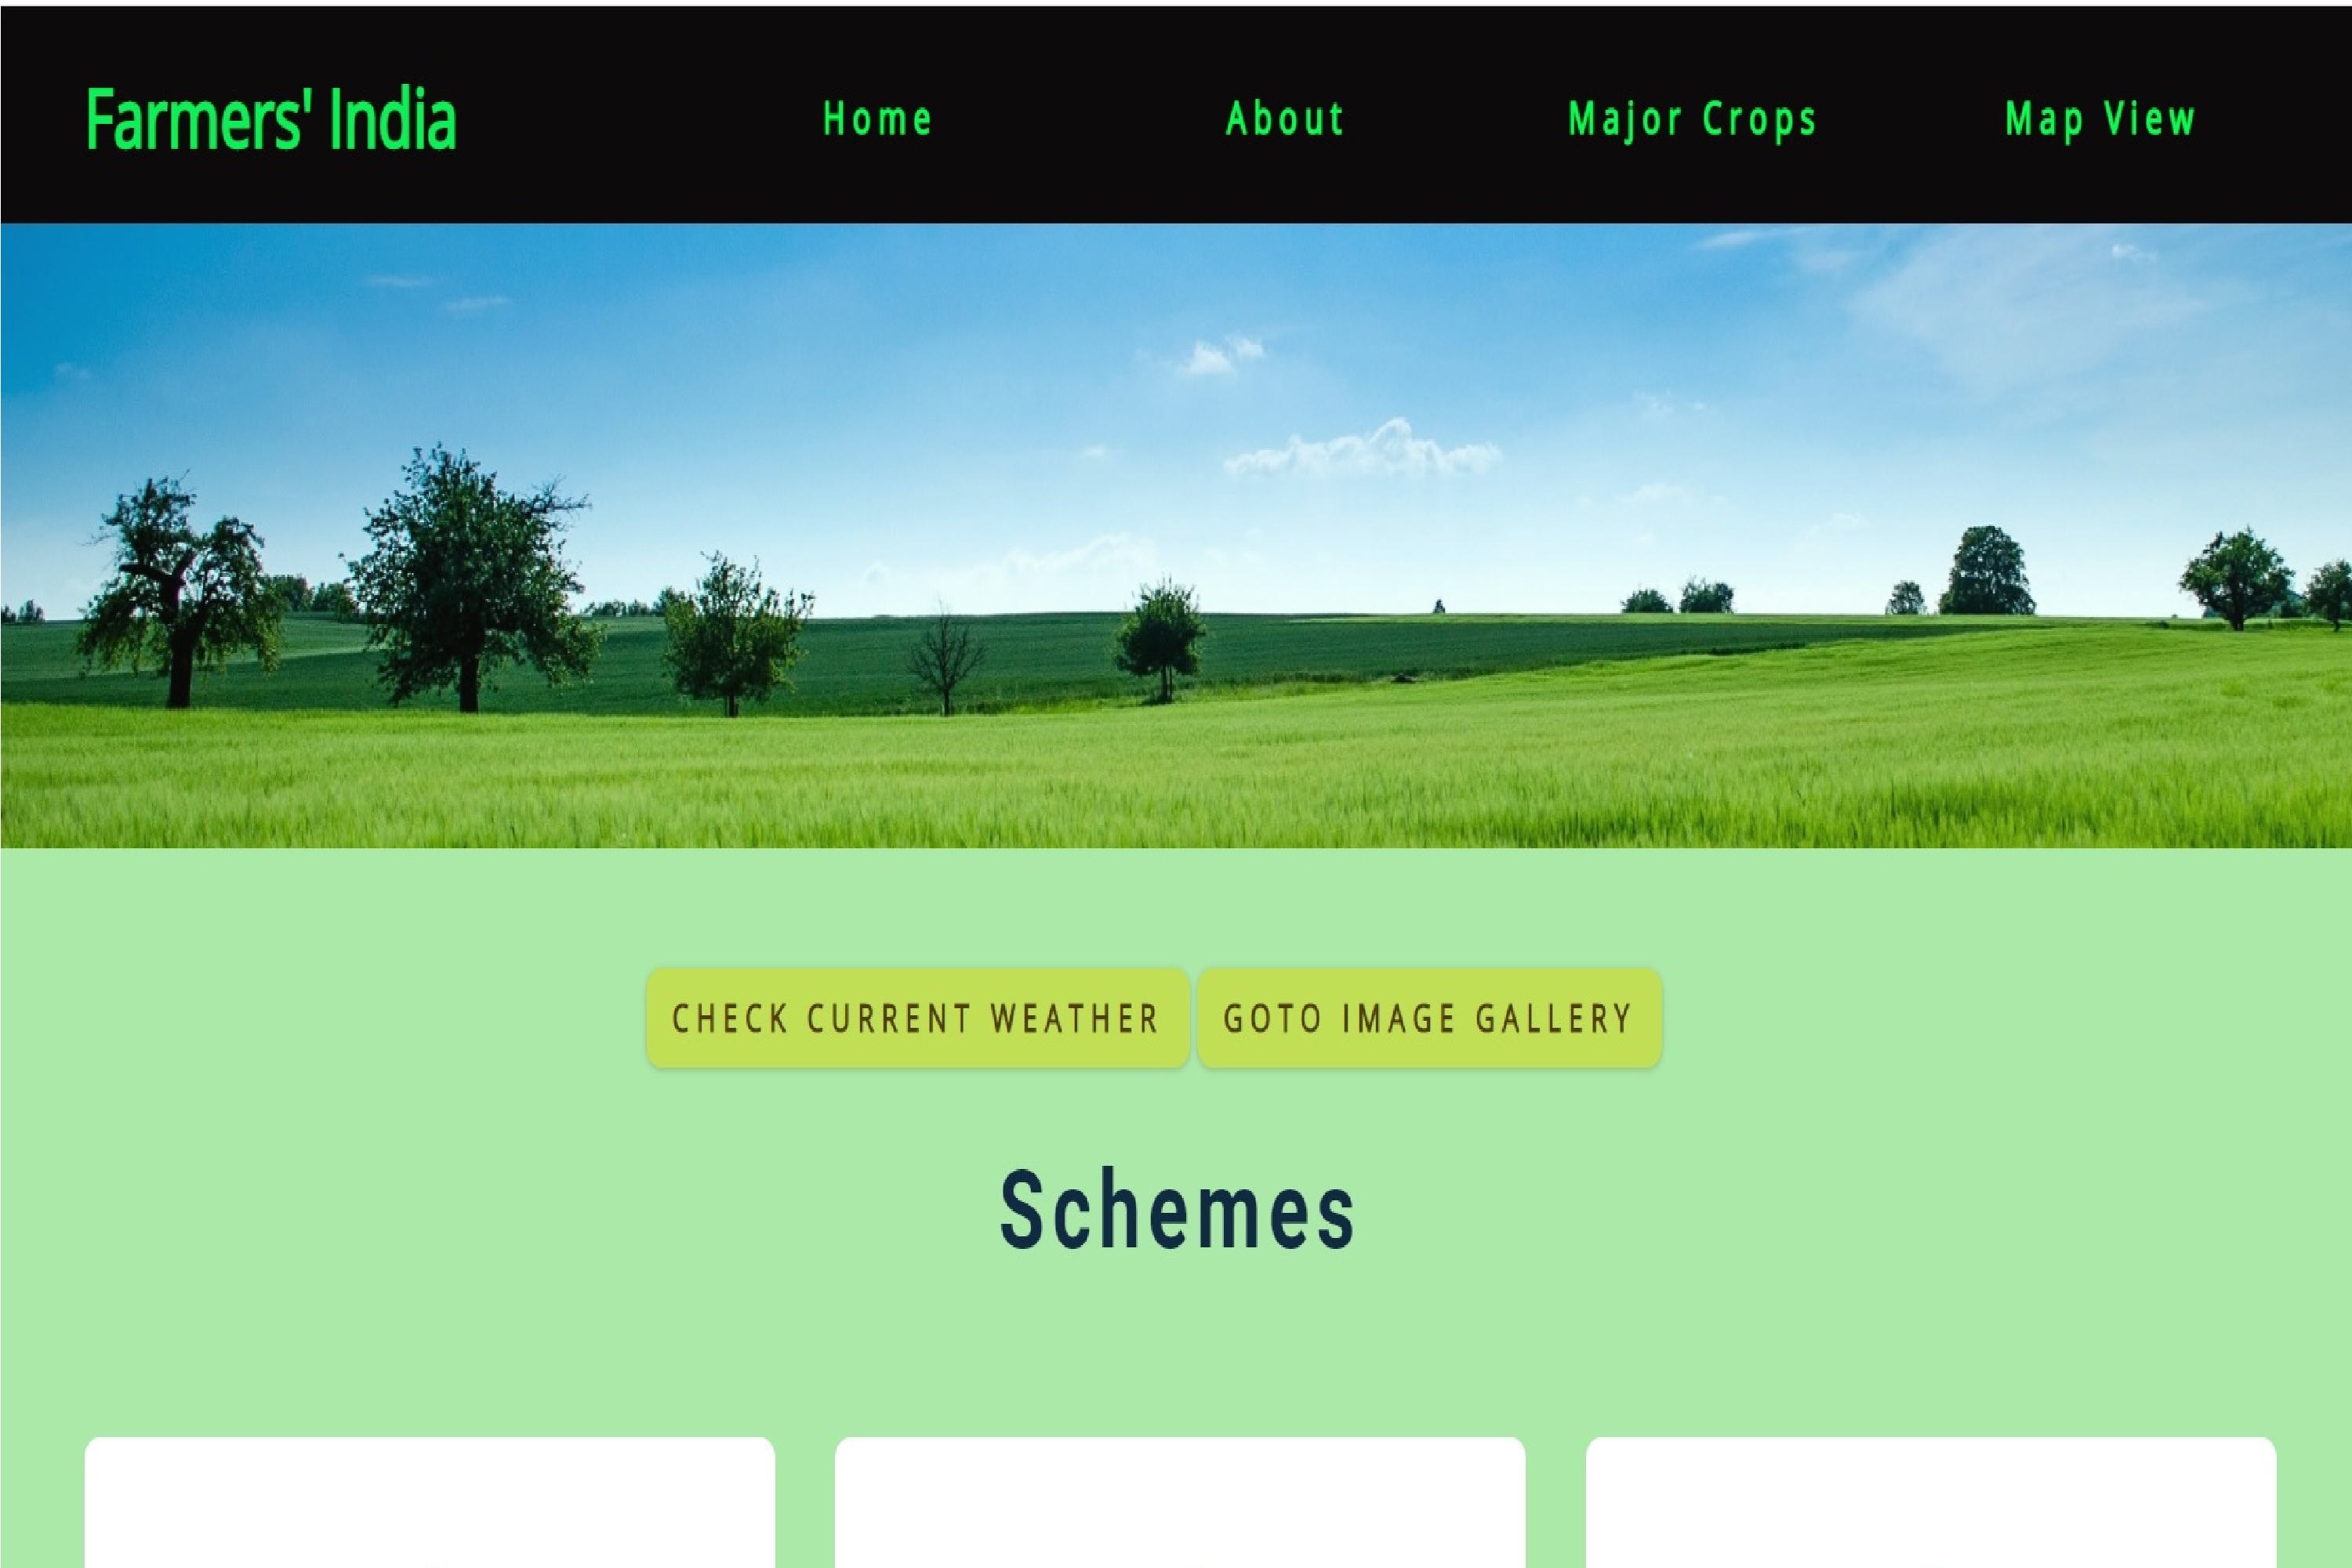 Farmers' India Home About Major Crops Map View
CHECK CURRENT WEATHER GOTO IMAGE GALLERY
Schemes